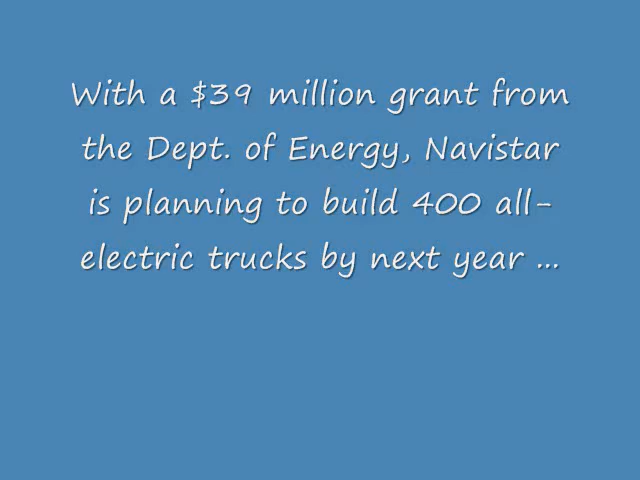 With a $39 million grant from
the Dept. of Energy, Navistar
is planning to build 400 all-
electric trucks by next year ...